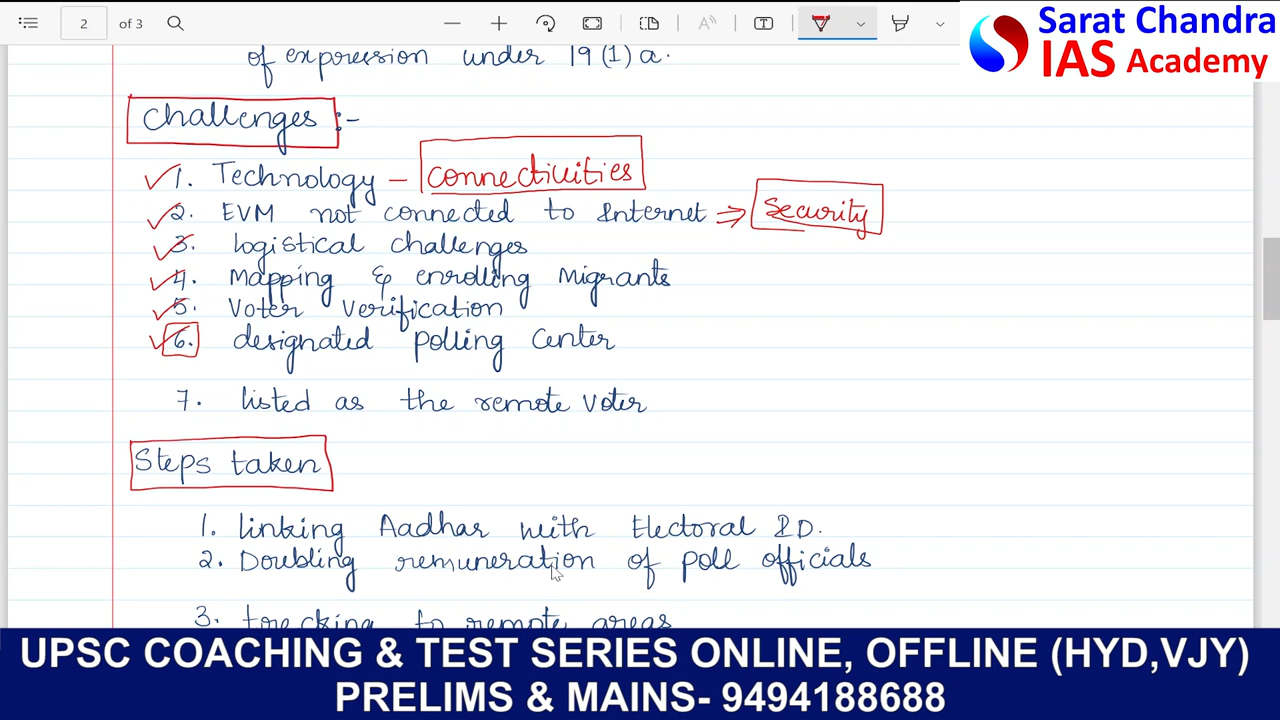 2 of 3
Sarat Chandra
IAS Academy
of expression under 19 (1) a.
Challenges :-
1. Technology - connectivities
2. EVM not connected to Internet ⇒ Security
3. logistical challenges
4. Mapping & enrolling Migrants
5. Voter verification
6. designated polling Center
7. listed as the remote voter
Steps taken
1. linking Aadhar with Electoral ID.
2. Doubling remuneration of poll officials
3. trecking to remote areas
UPSC COACHING & TEST SERIES ONLINE, OFFLINE (HYD,VJY)
PRELIMS & MAINS- 9494188688